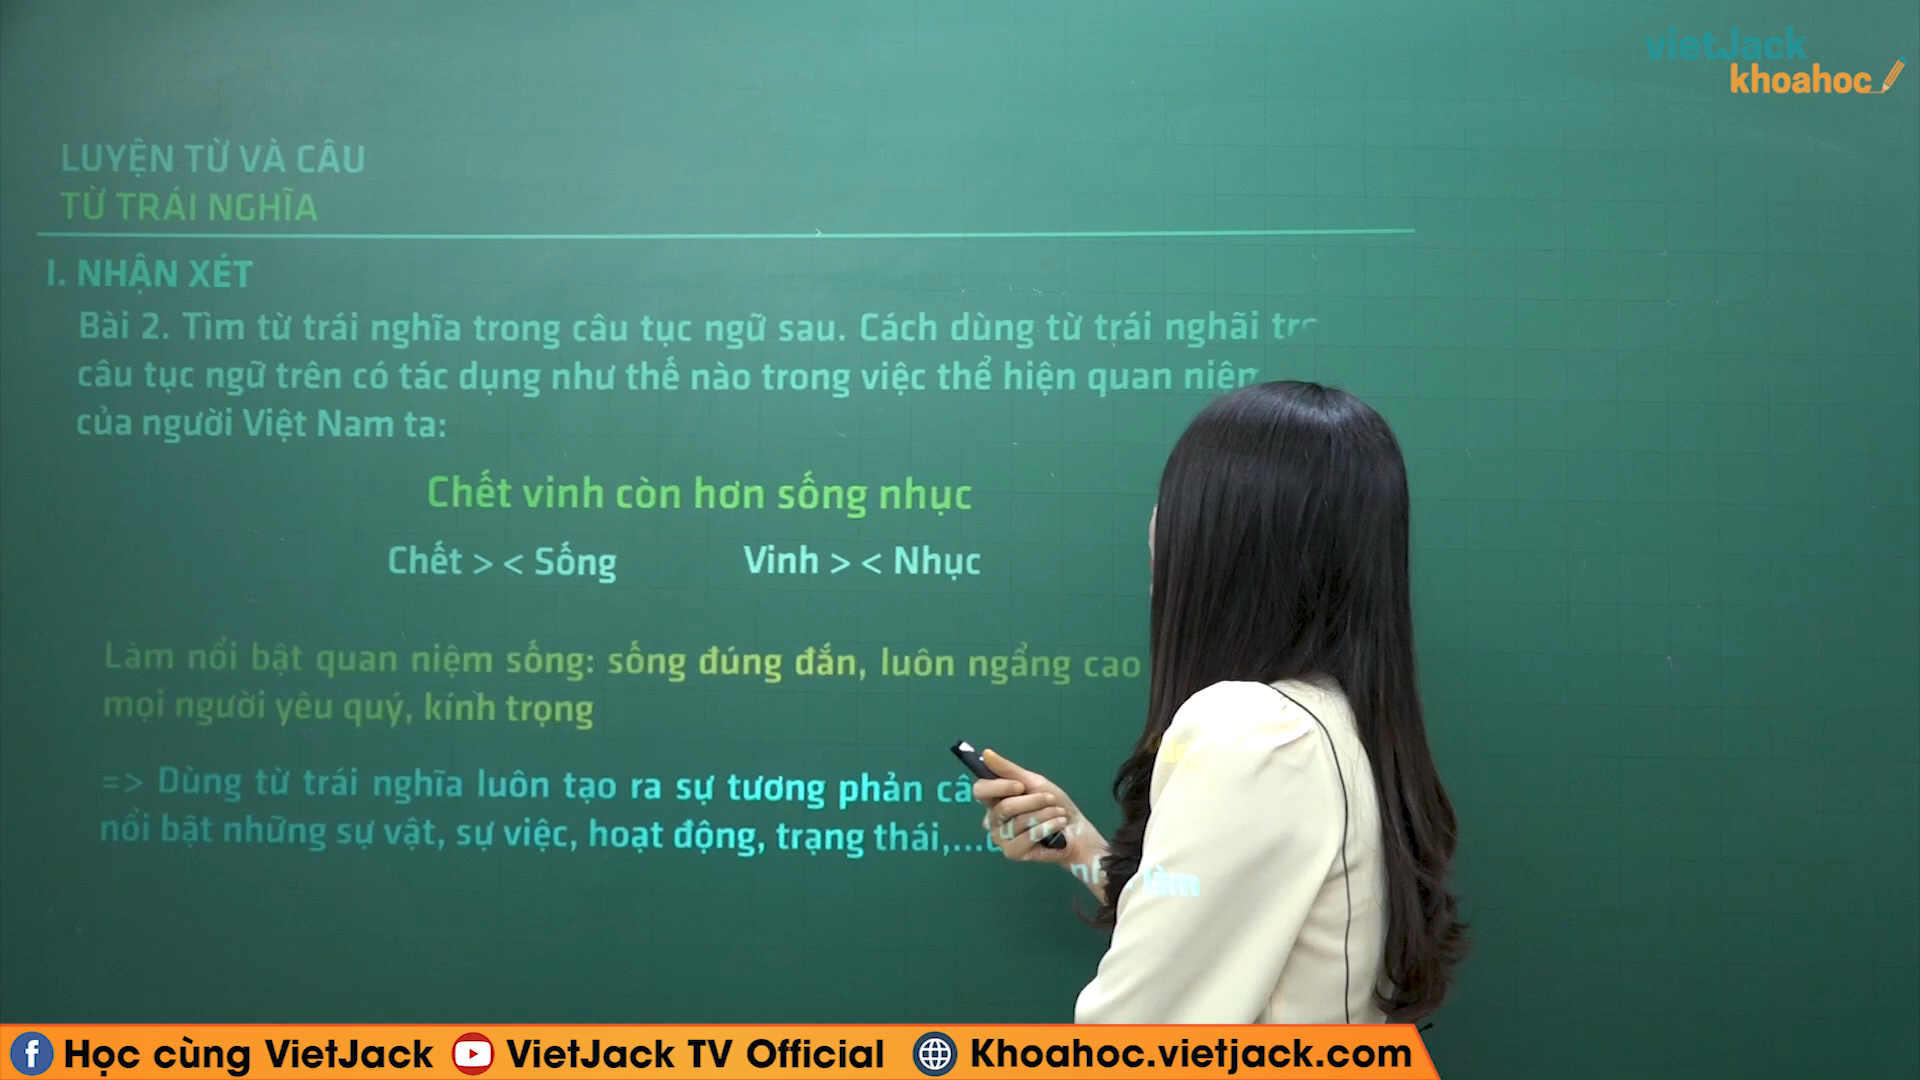 vietJack
khoahoc
LUYỆN TỪ VÀ CÂU
TỪ TRÁI NGHĨA
I. NHẬN XÉT
Bài 2. Tìm từ trái nghĩa trong câu tục ngữ sau. Cách dùng từ trái nghãi
câu tục ngữ trên có tác dụng như thế nào trong việc thể hiện quan niệm
của người Việt Nam ta:
Chết vinh còn hơn sống nhục
Chết > < Sống Vinh > < Nhục
Làm nổi bật quan niệm sống: sống đúng đắn, luôn ngẩng cao
mọi người yêu quý, kính trọng
=> Dùng từ trái nghĩa luôn tạo ra sự tương phản
nổi bật những sự vật, sự việc, hoạt động, trạng thái,...
làm
Học cùng VietJack VietJack TV Official Khoahoc.vietjack.com